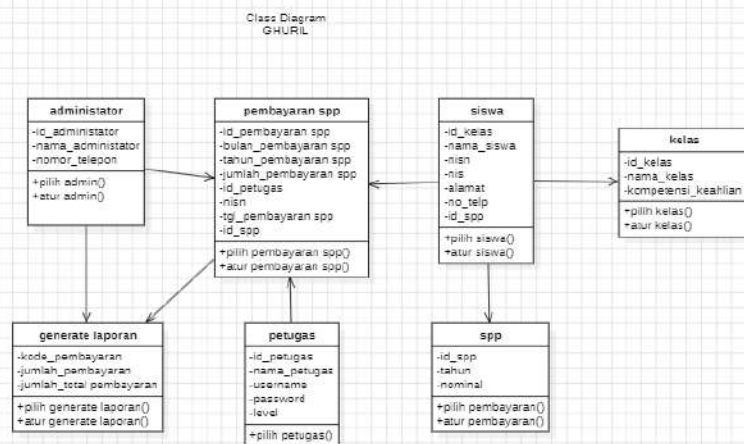 Class Diagram
GHURIL
administator
-id_administator
-nama_administator
-nomor_telepon
+pilih admin()
+atur admin()
pembayaran spp
-id_pembayaran spp
-bulan_pembayaran spp
-tahun_pembayaran spp
-jumlah_pembayaran spp
-id_petugas
-nisn
-tgl_pembayaran spp
-id_spp
+pilih pembayaran spp()
+atur pembayaran spp()
siswa
-id_kelas
-nama_siswa
-nisn
-nis
-alamat
-no_telp
-id_spp
+pilih siswa()
+atur siswa()
kelas
-id_kelas
-nama_kelas
-kompetensi_keahlian
+pilih kelas()
+atur kelas()
generate laporan
-kode_pembayaran
-jumlah_pembayaran
-jumlah_total pembayaran
+pilih generate laporan()
+atur generate laporan()
petugas
-id_petugas
-nama_petugas
-username
-password
-level
+pilih petugas()
spp
-id_spp
-tahun
-nominal
+pilih pembayaran()
+atur pembayaran()